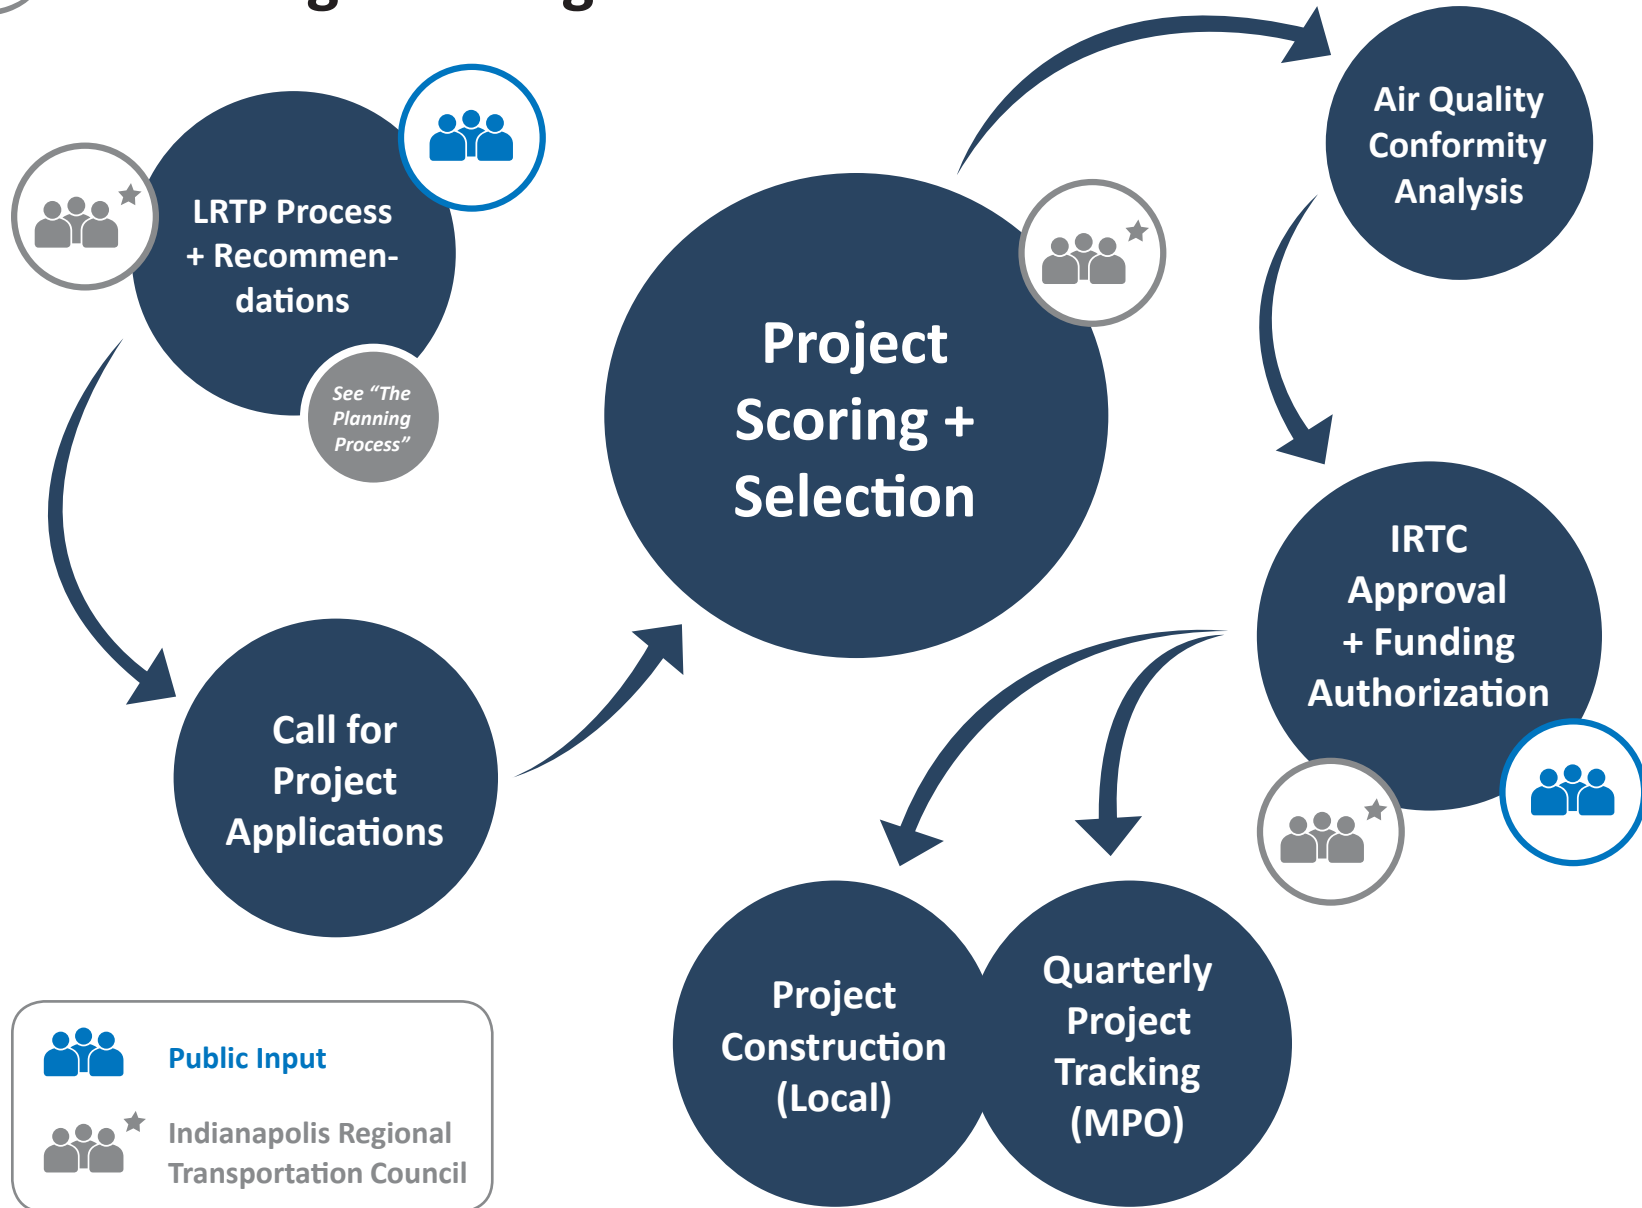 LRTP Process
+ Recommen-
dations
See “The
Planning
Process”
Call for
Project
Applications
Project
Scoring +
Selection
Air Quality
Conformity
Analysis
IRTC
Approval
+ Funding
Authorization
Project
Construction
(Local)
Quarterly
Project
Tracking
(MPO)
Public Input
Indianapolis Regional
Transportation Council